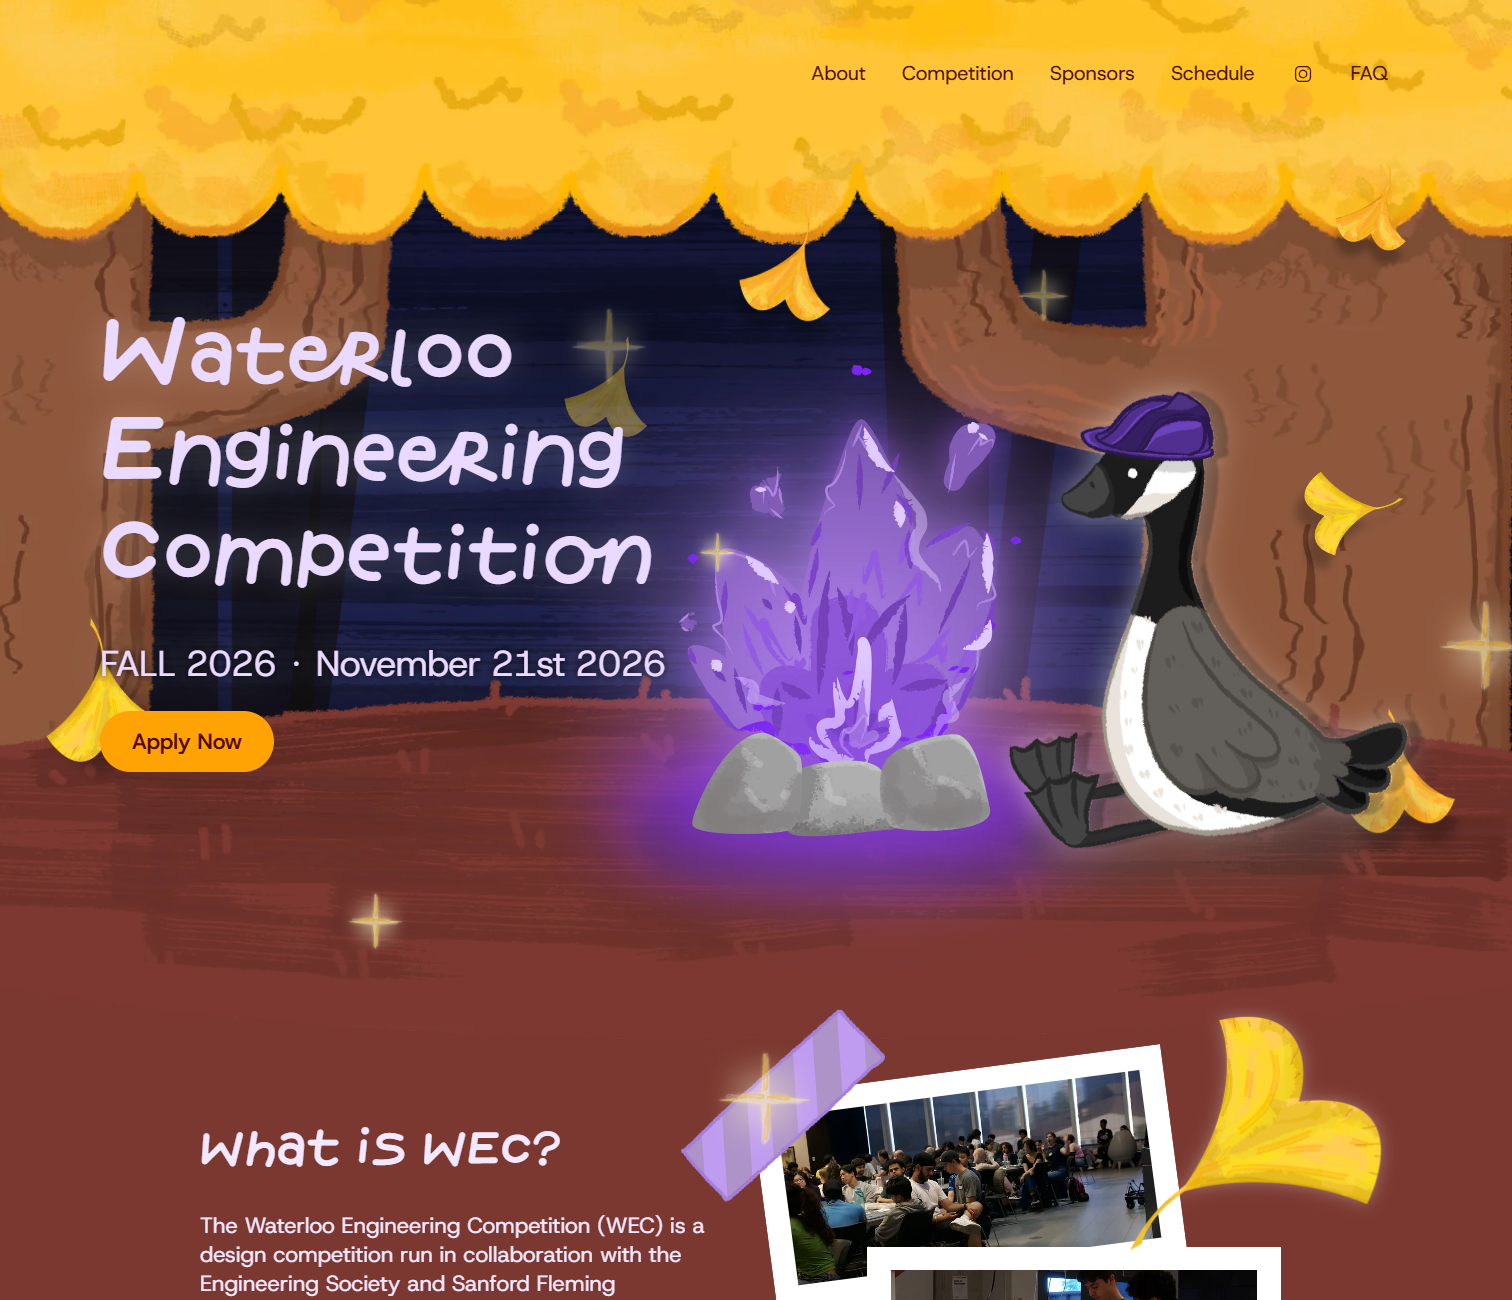 About Competition Sponsors Schedule FAQ
Waterloo
Engineering
Competition
FALL 2026 · November 21st 2026
Apply Now
What is WEC?
The Waterloo Engineering Competition (WEC) is a
design competition run in collaboration with the
Engineering Society and Sanford Fleming